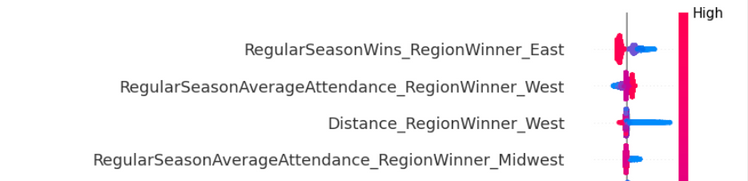 High
RegularSeasonWins_RegionWinner_East
RegularSeasonAverageAttendance_RegionWinner_West
Distance_RegionWinner_West
RegularSeasonAverageAttendance_RegionWinner_Midwest